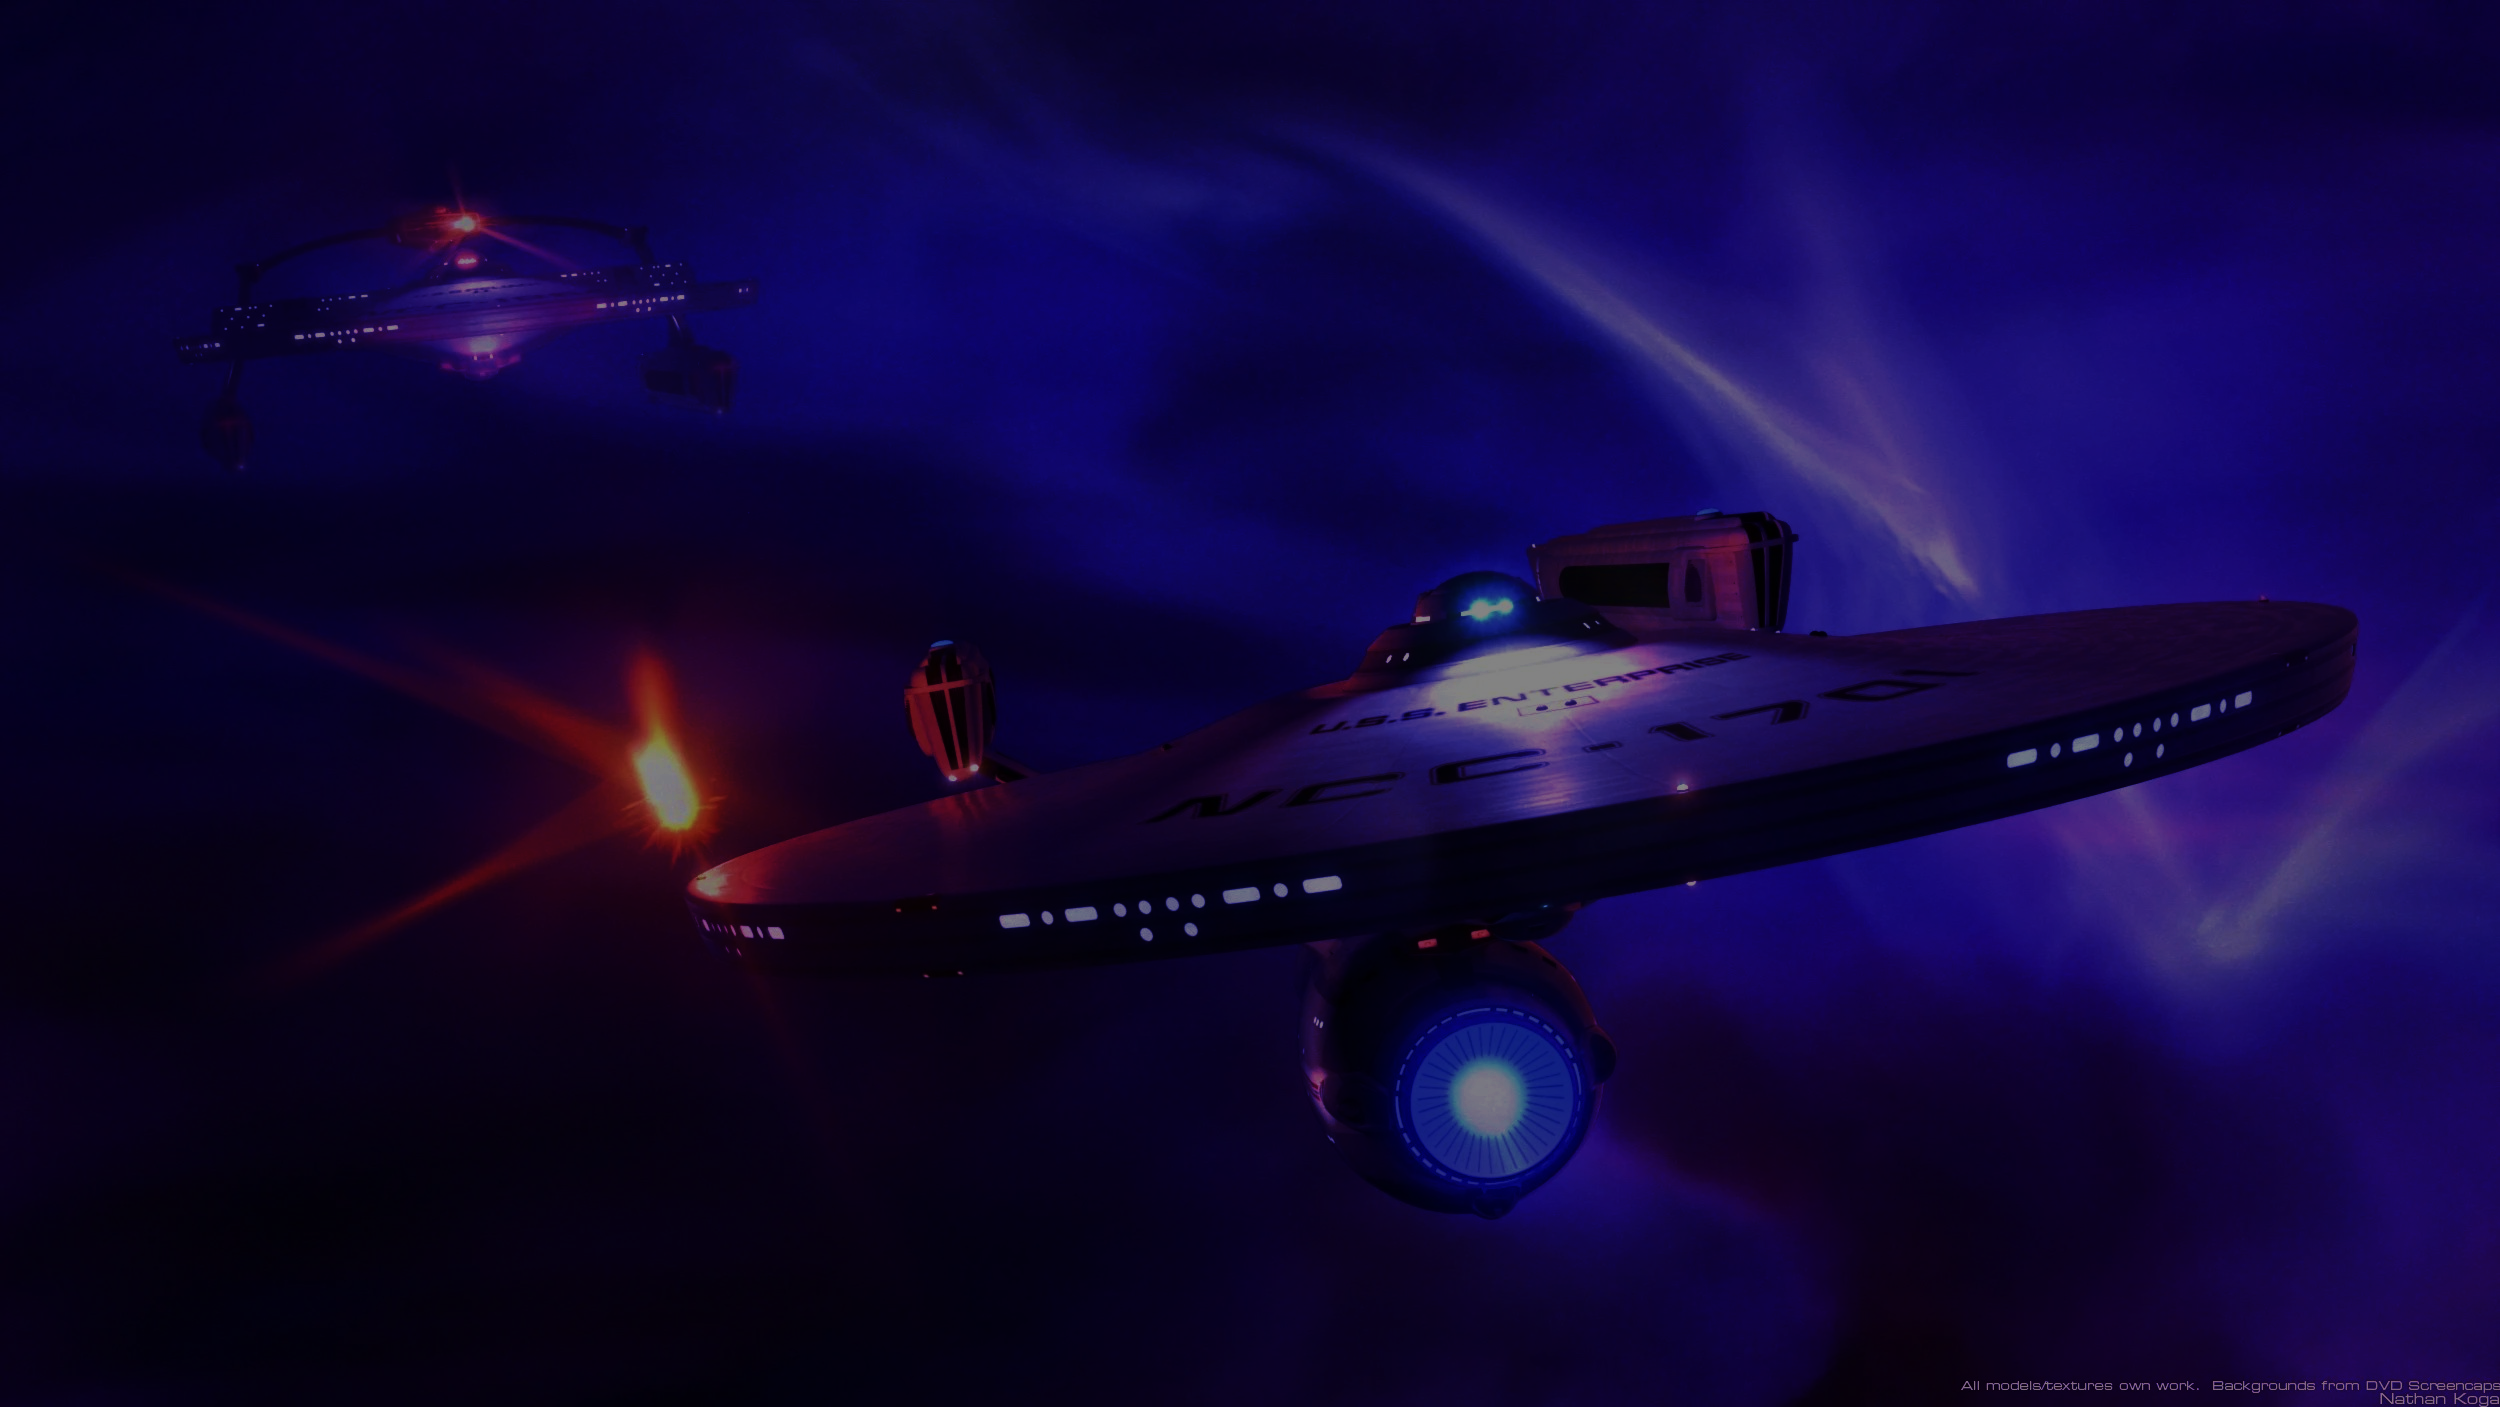 U.S.S. ENTERPRISE
NCC-1701
All models/textures own work. Backgrounds from DVD Screencaps
Nathan Koga